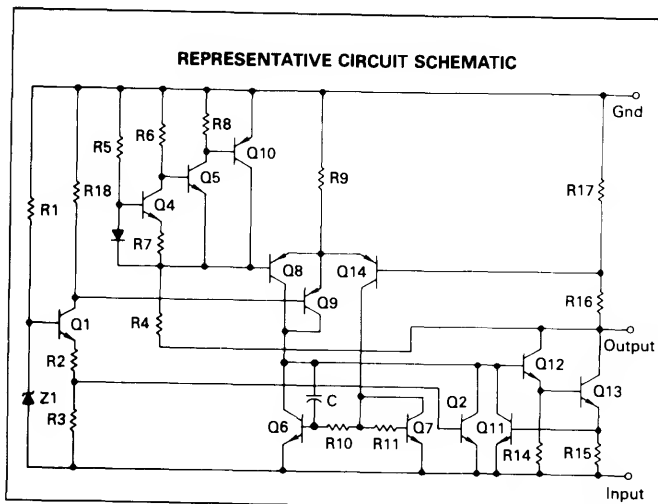 REPRESENTATIVE CIRCUIT SCHEMATIC
Gnd
R8
R6
R5
Q10
R9
R17
Q5
R18
Q4
R1
R7
Q8
Q14
Q9
R16
Q1
R4
Output
Q12
R2
Q13
Z1
C
Q2
R3
Q6
Q7
Q11
R10
R11
R14
R15
Input